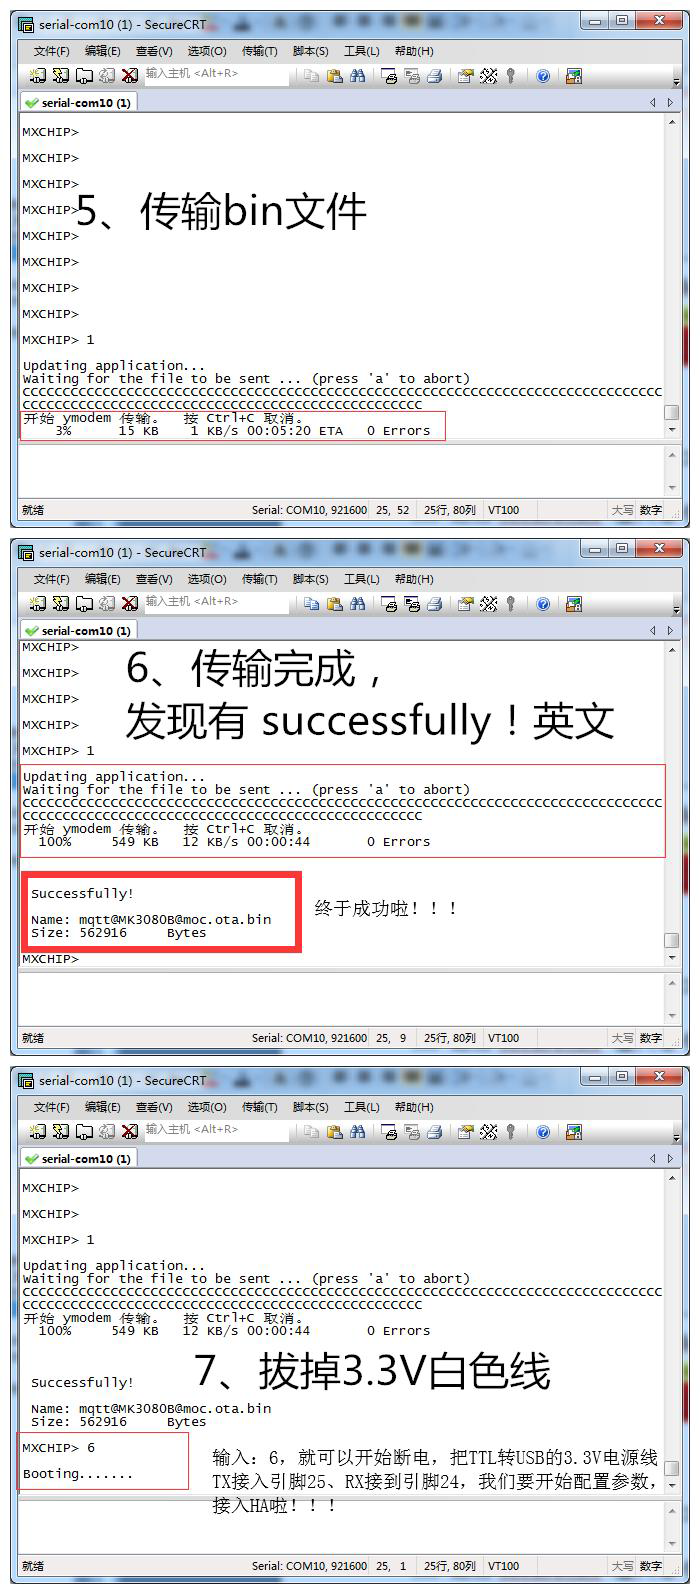 serial-com10 (1) - SecureCRT
文件(F) 编辑(E) 查看(V) 选项(O) 传输(T) 脚本(S) 工具(L) 帮助(H)
输入主机 <Alt+R>
serial-com10 (1)
MXCHIP>
MXCHIP>
MXCHIP>
MXCHIP>
5、传输bin文件
MXCHIP>
MXCHIP>
MXCHIP>
MXCHIP>
MXCHIP> 1
Updating application...
Waiting for the file to be sent ... (press 'a' to abort)
CCCCCCCCCCCCCCCCCCCCCCCCCCCCCCCCCCCCCCCCCCCCCCCCCCCCCCCCCCCCCCCCCCCCCCCCCCCCCCCC
CCCCCCCCCCCCCCCCCCCCCCCCCCCCCCCCCCCCCCCCCCCCCCCCCC
开始 ymodem 传输。 按 Ctrl+C 取消。
3% 15 KB 1 KB/s 00:05:20 ETA 0 Errors
就绪 Serial: COM10, 921600 25, 52 25行, 80列 VT100 大写 数字
serial-com10 (1) - SecureCRT
文件(F) 编辑(E) 查看(V) 选项(O) 传输(T) 脚本(S) 工具(L) 帮助(H)
输入主机 <Alt+R>
serial-com10 (1)
MXCHIP>
MXCHIP>
MXCHIP>
MXCHIP>
6、传输完成，
发现有 successfully！英文
MXCHIP> 1
Updating application...
Waiting for the file to be sent ... (press 'a' to abort)
CCCCCCCCCCCCCCCCCCCCCCCCCCCCCCCCCCCCCCCCCCCCCCCCCCCCCCCCCCCCCCCCCCCCCCCCCCCCCCCC
CCCCCCCCCCCCCCCCCCCCCCCCCCCCCCCCCCCCCCCCCCCCCCCCCC
开始 ymodem 传输。 按 Ctrl+C 取消。
100% 549 KB 12 KB/s 00:00:44 0 Errors
Successfully!
终于成功啦！！！
Name: mqtt@MK3080B@moc.ota.bin
Size: 562916 Bytes
MXCHIP>
就绪 Serial: COM10, 921600 25, 9 25行, 80列 VT100 大写 数字
serial-com10 (1) - SecureCRT
文件(F) 编辑(E) 查看(V) 选项(O) 传输(T) 脚本(S) 工具(L) 帮助(H)
输入主机 <Alt+R>
serial-com10 (1)
MXCHIP>
MXCHIP>
MXCHIP> 1
Updating application...
Waiting for the file to be sent ... (press 'a' to abort)
CCCCCCCCCCCCCCCCCCCCCCCCCCCCCCCCCCCCCCCCCCCCCCCCCCCCCCCCCCCCCCCCCCCCCCCCCCCCCCCC
CCCCCCCCCCCCCCCCCCCCCCCCCCCCCCCCCCCCCCCCCCCCCCCCCC
开始 ymodem 传输。 按 Ctrl+C 取消。
100% 549 KB 12 KB/s 00:00:44 0 Errors
7、拔掉3.3V白色线
Successfully!
Name: mqtt@MK3080B@moc.ota.bin
Size: 562916 Bytes
MXCHIP> 6
Booting.......
输入：6，就可以开始断电，把TTL转USB的3.3V电源线
TX接入引脚25、RX接到引脚24，我们要开始配置参数，
接入HA啦！！！
就绪 Serial: COM10, 921600 25, 1 25行, 80列 VT100 大写 数字